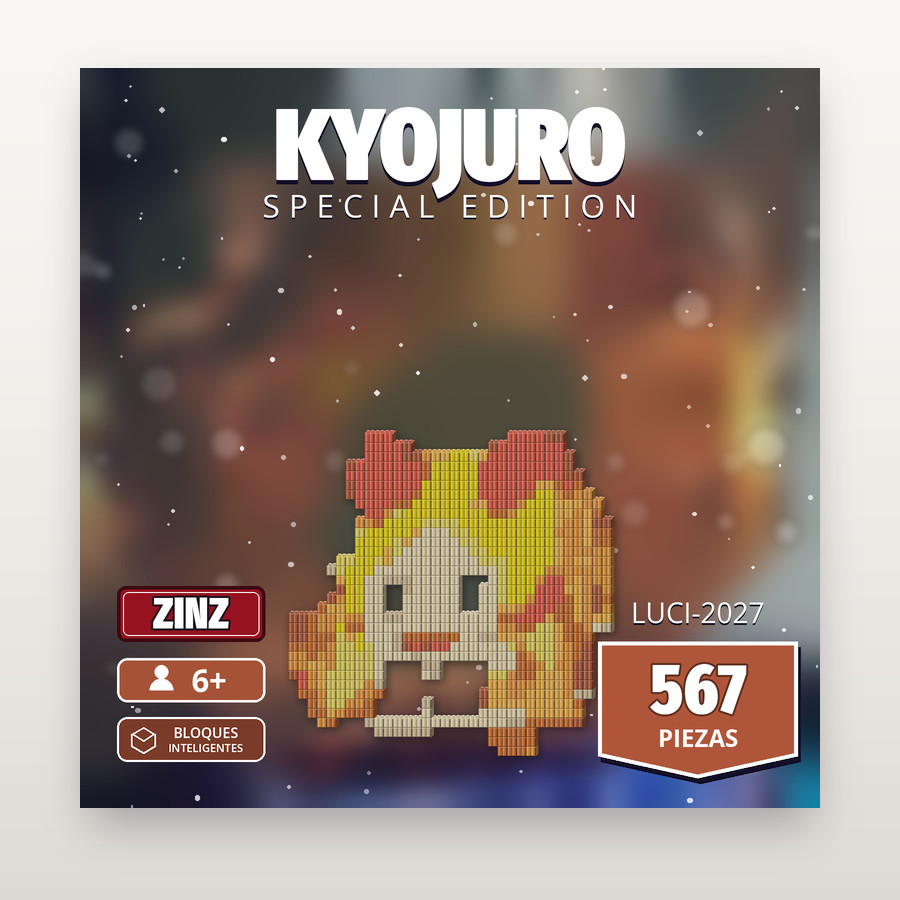 KYOJURO
SPECIAL EDITION
ZINZ
6+
BLOQUES
INTELIGENTES
LUCI-2027
567
PIEZAS